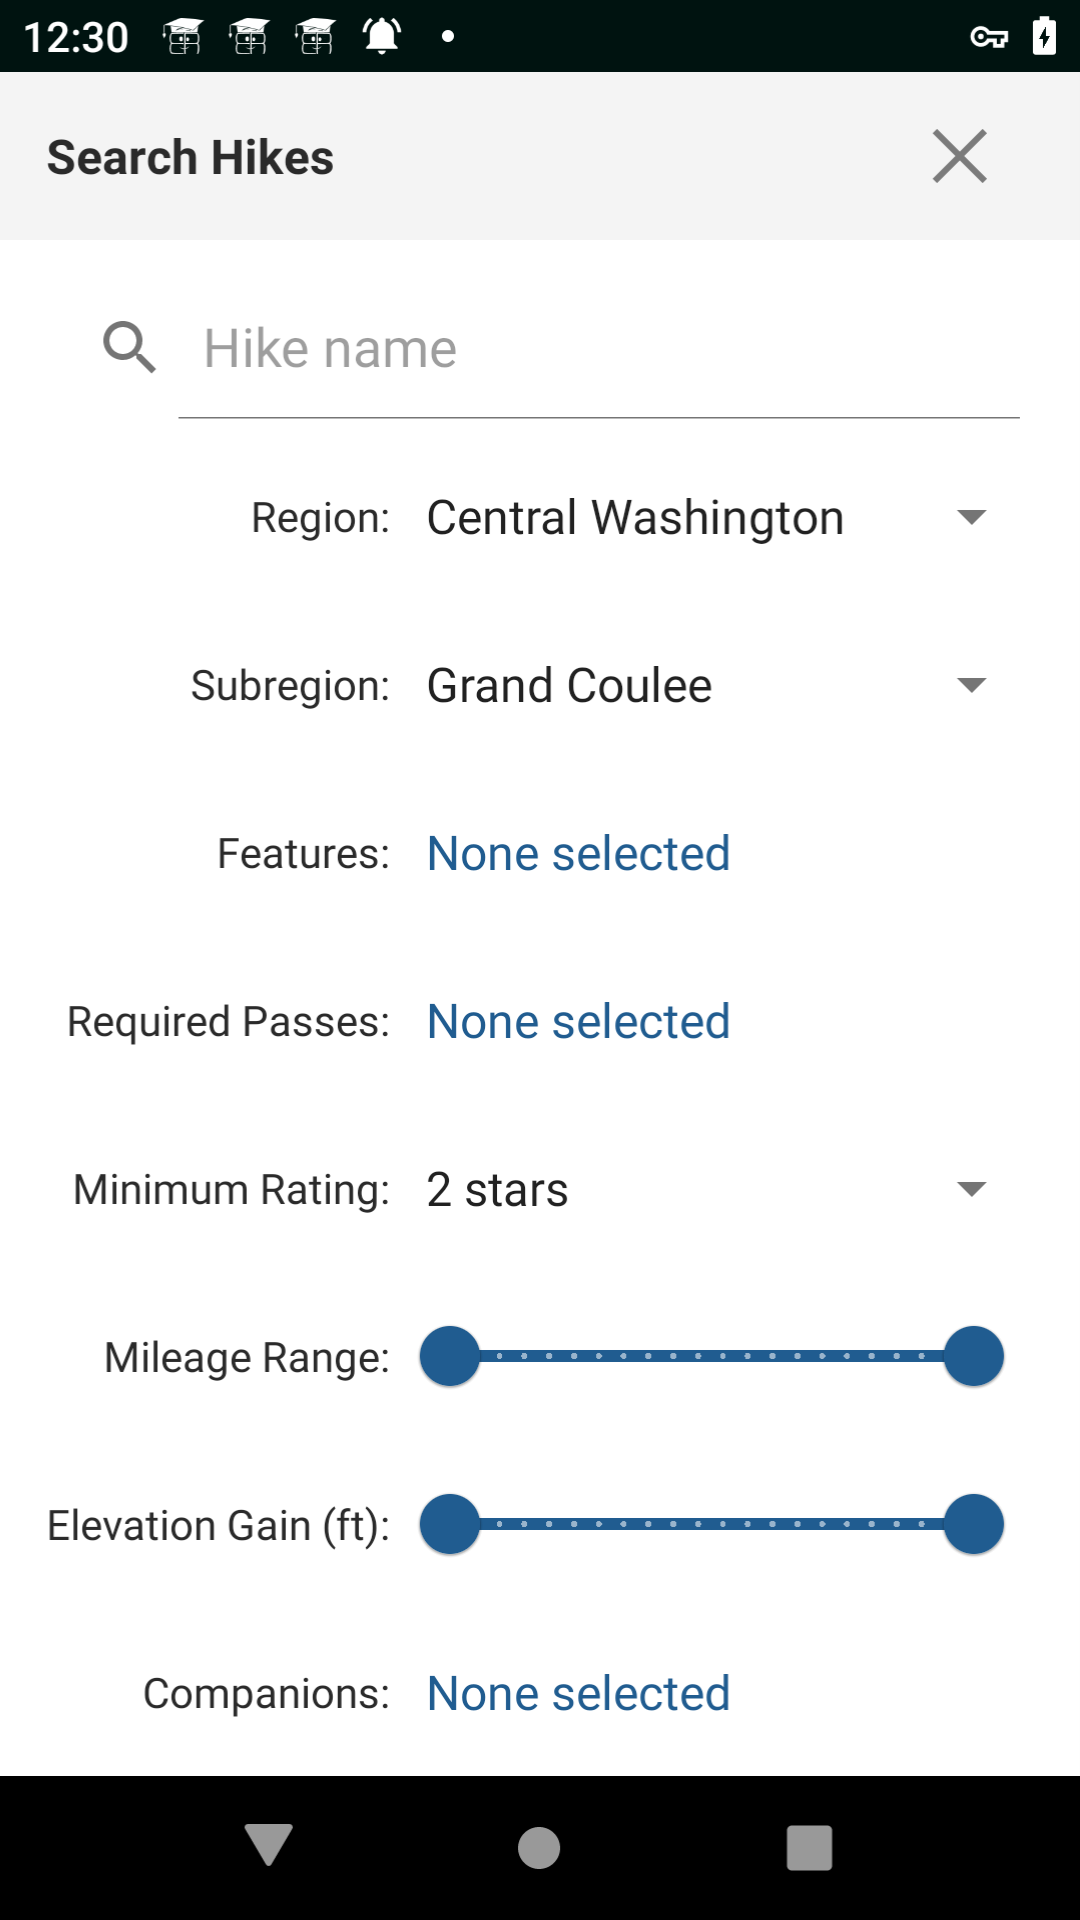 12:30
Search Hikes
Hike name
Region: Central Washington
Subregion: Grand Coulee
Features: None selected
Required Passes: None selected
Minimum Rating: 2 stars
Mileage Range:
Elevation Gain (ft):
Companions: None selected